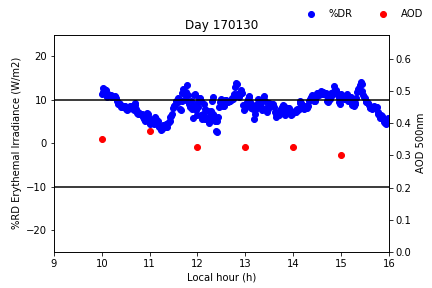 %DR AOD
Day 170130
%RD Erythemal Irradiance (W/m2)
20
10
0
−10
−20
0.6
0.5
0.4
0.3
0.2
0.1
0.0
AOD 500nm
9 10 11 12 13 14 15 16
Local hour (h)